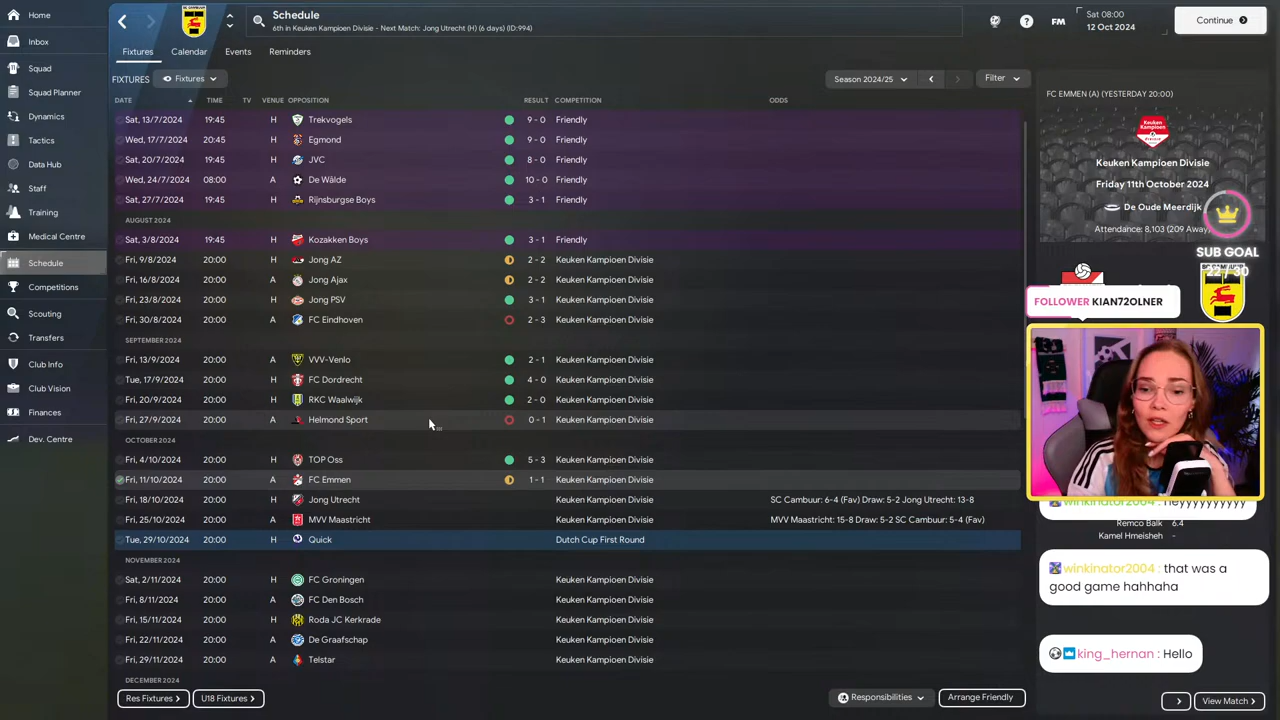 Home
Inbox
Squad
Squad Planner
Dynamics
Tactics
Data Hub
Staff
Training
Medical Centre
Schedule
Competitions
Scouting
Transfers
Club Info
Club Vision
Finances
Dev. Centre
Schedule
6th in Keuken Kampioen Divisie - Next Match: Jong Utrecht (H) (6 days) (ID:994)
FM
Sat 08:00
12 Oct 2024
Continue
Fixtures Calendar Events Reminders
FIXTURES Fixtures Season 2024/25 Filter
DATE TIME TV VENUE OPPOSITION RESULT COMPETITION ODDS
Sat, 13/7/2024 19:45 H Trekvogels 9 - 0 Friendly
Wed, 17/7/2024 20:45 H Egmond 9 - 0 Friendly
Sat, 20/7/2024 19:45 H JVC 8 - 0 Friendly
Wed, 24/7/2024 08:00 A De Wâlde 10 - 0 Friendly
Sat, 27/7/2024 19:45 H Rijnsburgse Boys 3 - 1 Friendly
AUGUST 2024
Sat, 3/8/2024 19:45 H Kozakken Boys 3 - 1 Friendly
Fri, 9/8/2024 20:00 H Jong AZ 2 - 2 Keuken Kampioen Divisie
Fri, 16/8/2024 20:00 A Jong Ajax 2 - 2 Keuken Kampioen Divisie
Fri, 23/8/2024 20:00 H Jong PSV 3 - 1 Keuken Kampioen Divisie
Fri, 30/8/2024 20:00 A FC Eindhoven 0 - 1 Keuken Kampioen Divisie
SEPTEMBER 2024
Fri, 13/9/2024 20:00 A VVV-Venlo 2 - 1 Keuken Kampioen Divisie
Tue, 17/9/2024 20:00 H FC Dordrecht 4 - 0 Keuken Kampioen Divisie
Fri, 20/9/2024 20:00 H RKC Waalwijk 2 - 0 Keuken Kampioen Divisie
Fri, 27/9/2024 20:00 A Helmond Sport 0 - 1 Keuken Kampioen Divisie
OCTOBER 2024
Fri, 4/10/2024 20:00 H TOP Oss 5 - 3 Keuken Kampioen Divisie
Fri, 11/10/2024 20:00 A FC Emmen 1 - 1 Keuken Kampioen Divisie
Fri, 18/10/2024 20:00 H Jong Utrecht Keuken Kampioen Divisie SC Cambuur: 6-4 (Fav) Draw: 5-2 Jong Utrecht: 13-8
Fri, 25/10/2024 20:00 A MVV Maastricht Keuken Kampioen Divisie MVV Maastricht: 15-8 Draw: 5-2 SC Cambuur: 5-4 (Fav)
Tue, 29/10/2024 20:00 H Quick Dutch Cup First Round
NOVEMBER 2024
Sat, 2/11/2024 20:00 H FC Groningen Keuken Kampioen Divisie
Fri, 8/11/2024 20:00 A FC Den Bosch Keuken Kampioen Divisie
Fri, 15/11/2024 20:00 H Roda JC Kerkrade Keuken Kampioen Divisie
Fri, 22/11/2024 20:00 A De Graafschap Keuken Kampioen Divisie
Fri, 29/11/2024 20:00 A Telstar Keuken Kampioen Divisie
DECEMBER 2024
Res Fixtures U18 Fixtures Responsibilities Arrange Friendly
FC EMMEN (A) (YESTERDAY 20:00)
Keuken Kampioen Divisie
Friday 11th October 2024
De Oude Meerdijk
Attendance: 8,103 (209 Away)
SUB GOAL
FOLLOWER KIAN72OLNER
winkinator2004 : heyyyyyyyyy
Remco Balk 6.4
Kamel Hmeisheh -
winkinator2004 : that was a
good game hahhaha
king_hernan : Hello
View Match